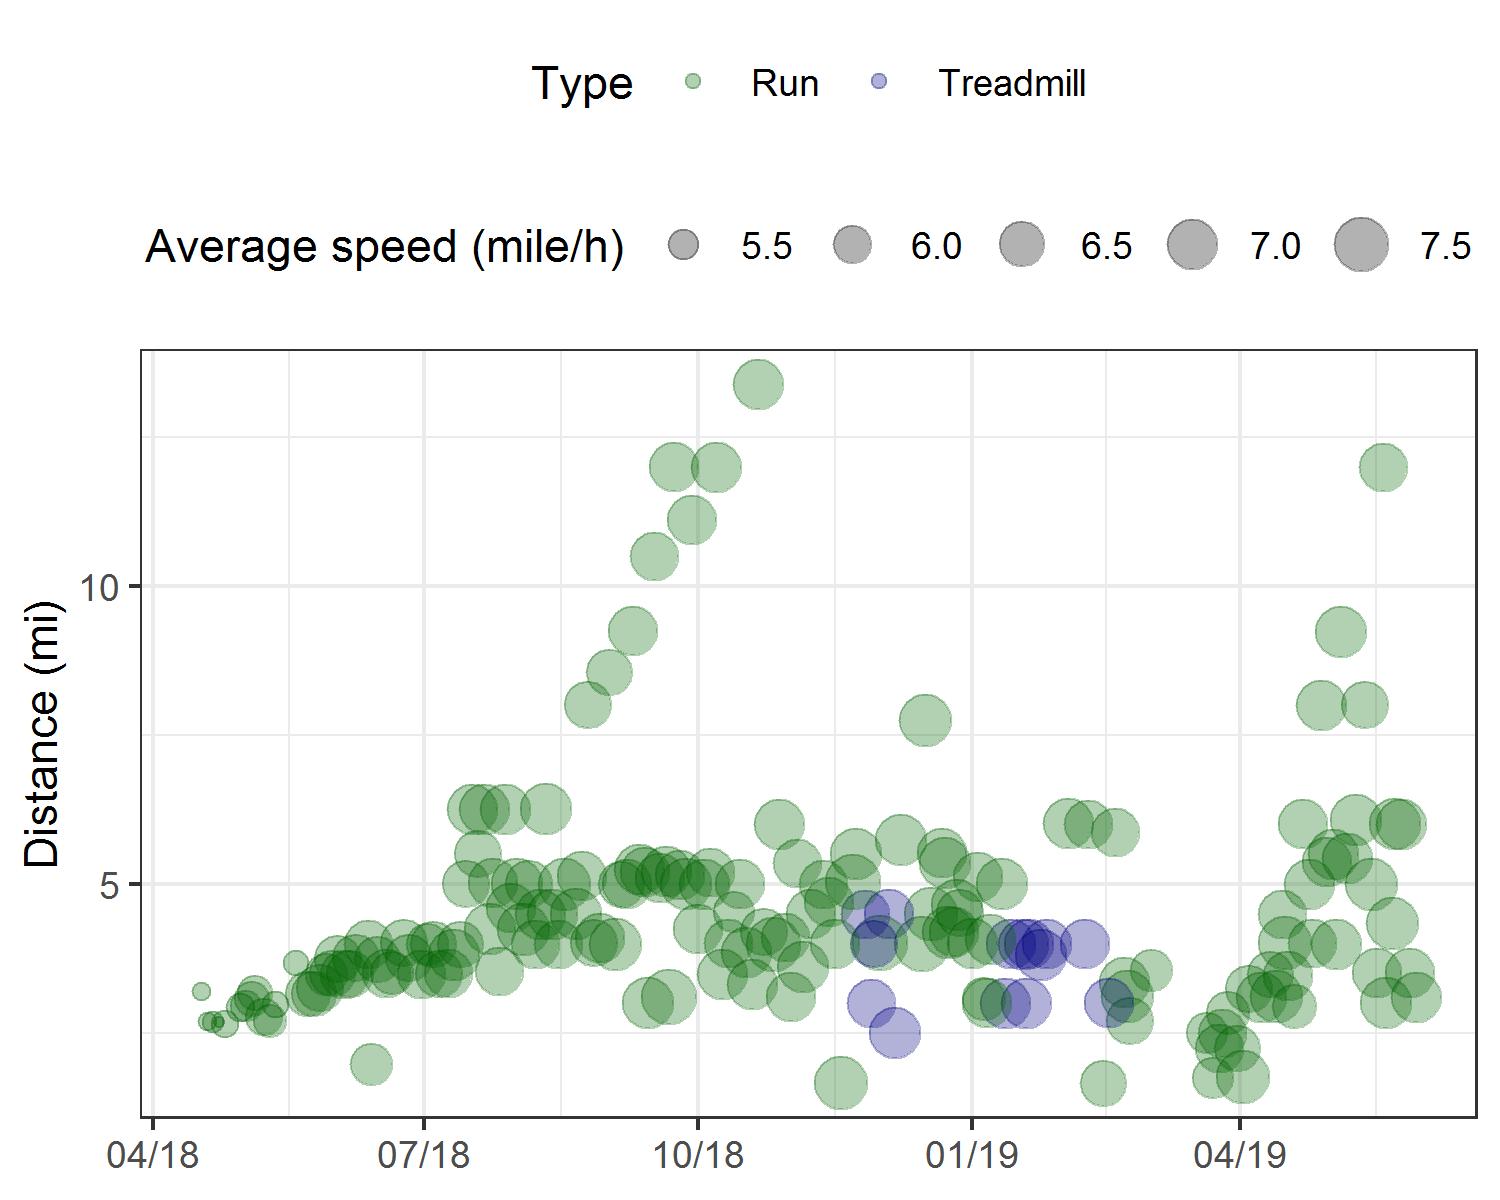 Type Run Treadmill
Average speed (mile/h) 5.5 6.0 6.5 7.0 7.5
Distance (mi)
10
5
04/18 07/18 10/18 01/19 04/19